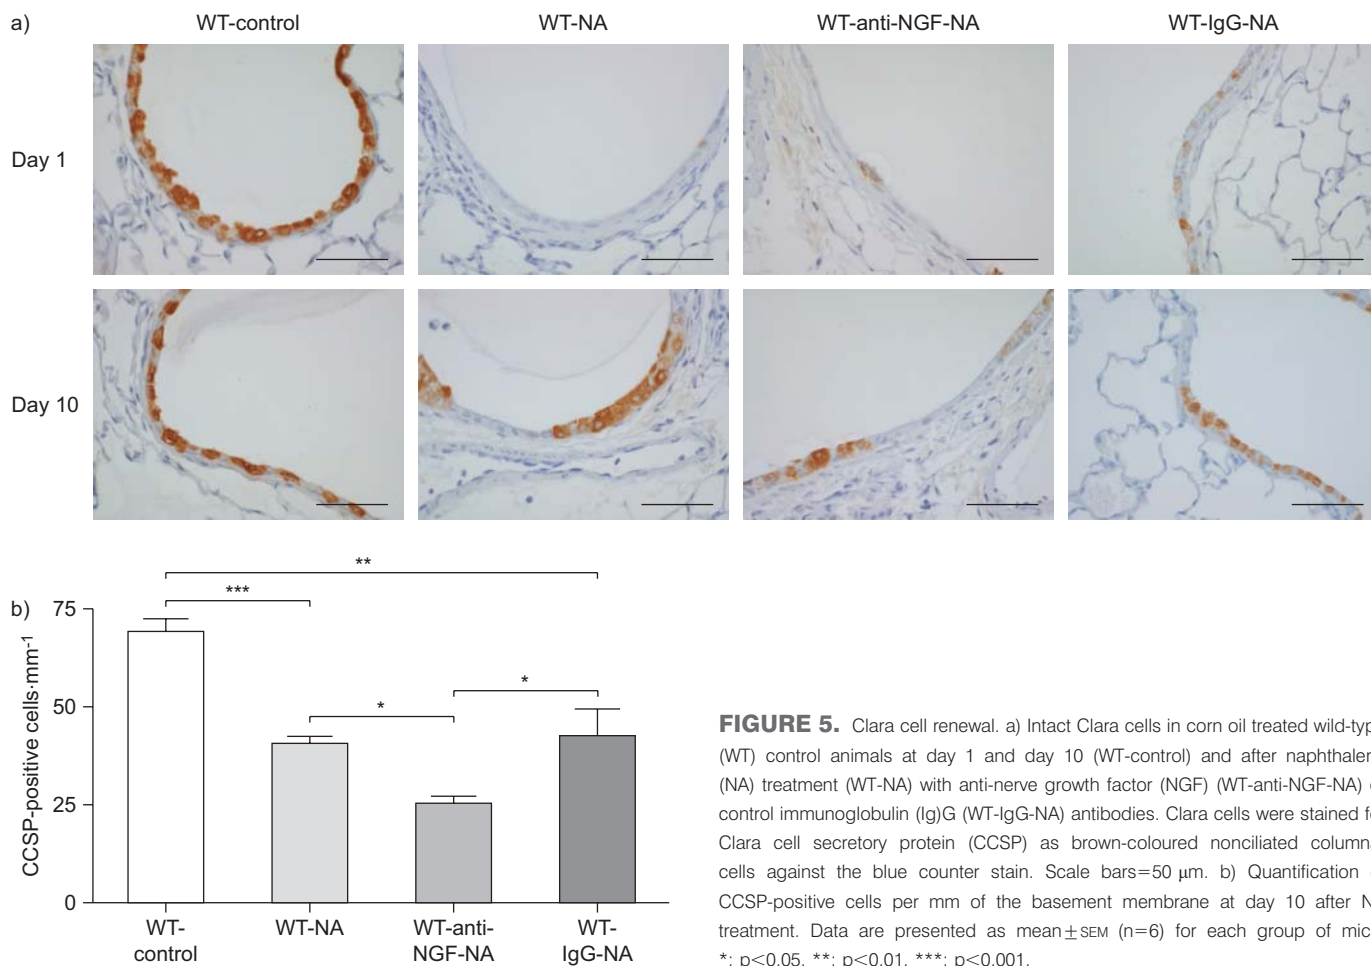 a)
WT-control
WT-NA
WT-anti-NGF-NA
WT-IgG-NA
Day 1
Day 10
b)
CCSP-positive cells·mm-1
75
50
25
0
**
***
*
*
WT-
control
WT-NA
WT-anti-
NGF-NA
WT-
IgG-NA
FIGURE 5. Clara cell renewal. a) Intact Clara cells in corn oil treated wild-typ
(WT) control animals at day 1 and day 10 (WT-control) and after naphthalen
(NA) treatment (WT-NA) with anti-nerve growth factor (NGF) (WT-anti-NGF-NA)
control immunoglobulin (Ig)G (WT-IgG-NA) antibodies. Clara cells were stained f
Clara cell secretory protein (CCSP) as brown-coloured nonciliated columna
cells against the blue counter stain. Scale bars=50 μm. b) Quantification
CCSP-positive cells per mm of the basement membrane at day 10 after N
treatment. Data are presented as mean±SEM (n=6) for each group of mic
*: p<0.05. **: p<0.01. ***: p<0.001.